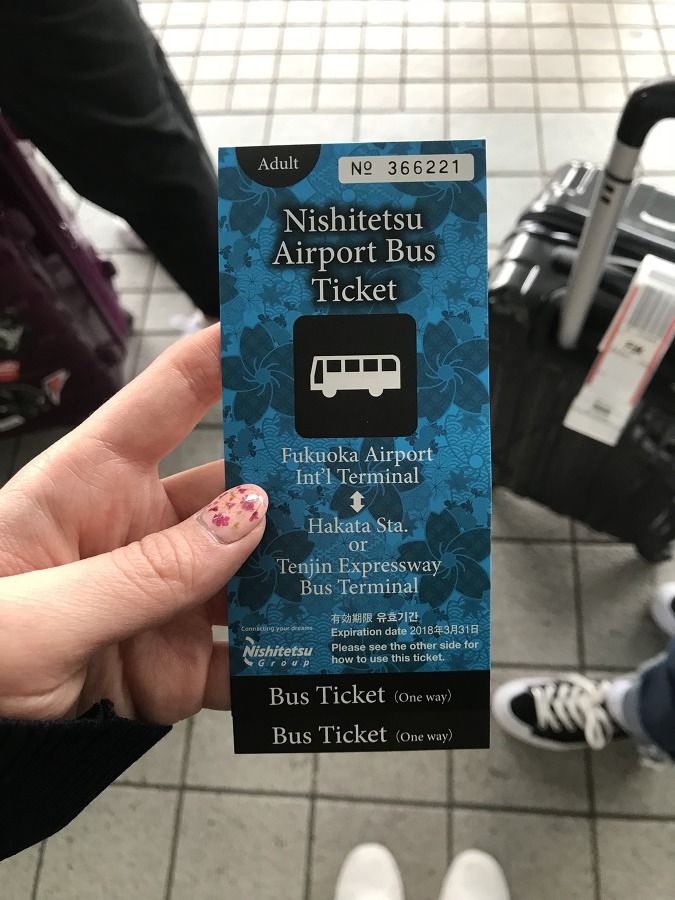 Adult
Nº 366221
Nishitetsu
Airport Bus
Ticket
Fukuoka Airport
Int'l Terminal
Hakata Sta.
or
Tenjin Expressway
Bus Terminal
有効期限 유효기간
Expiration date 2018年3月31日
Please see the other side for
how to use this ticket.
Connecting your dreams
Nishitetsu
Group
Bus Ticket (One way)
Bus Ticket (One way)